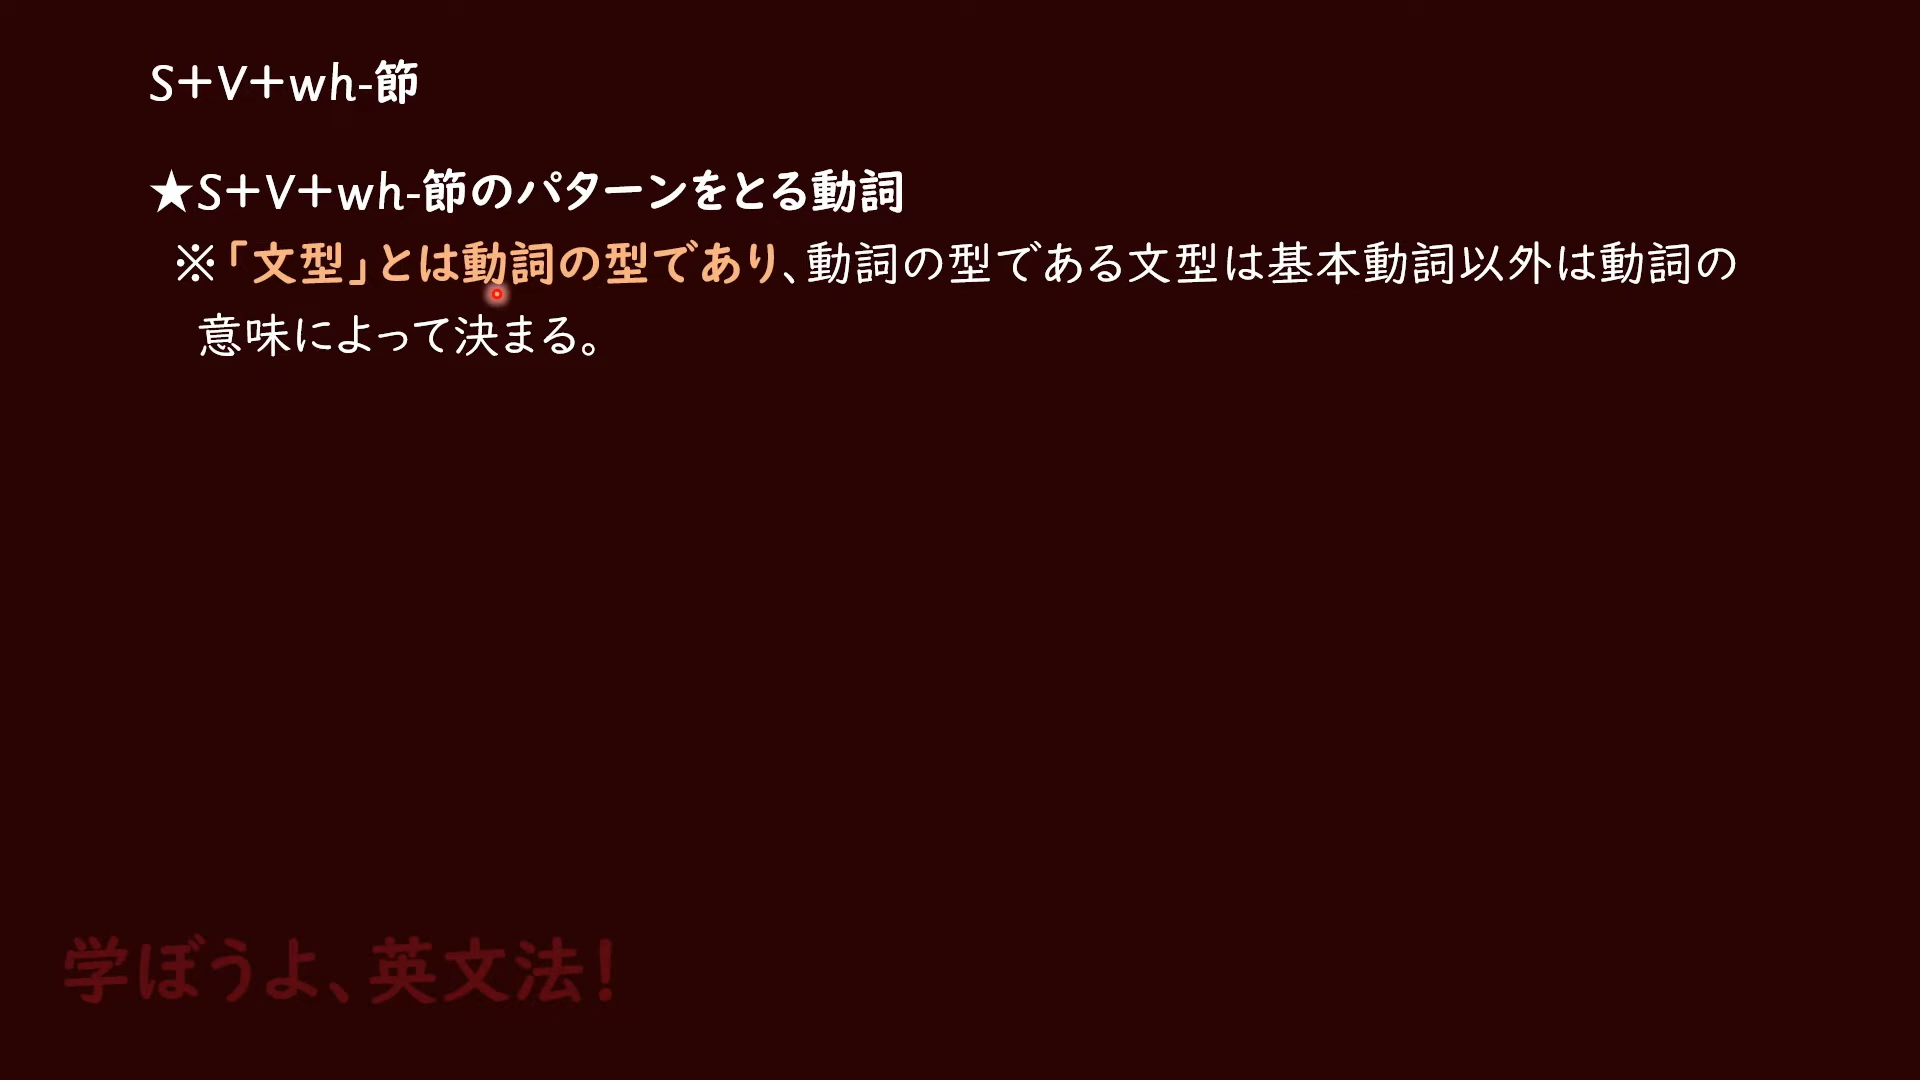 S+V+wh-節
★S+V+wh-節のパターンをとる動詞
※「文型」とは動詞の型であり、動詞の型である文型は基本動詞以外は動詞の
意味によって決まる。
学ぼうよ、英文法!